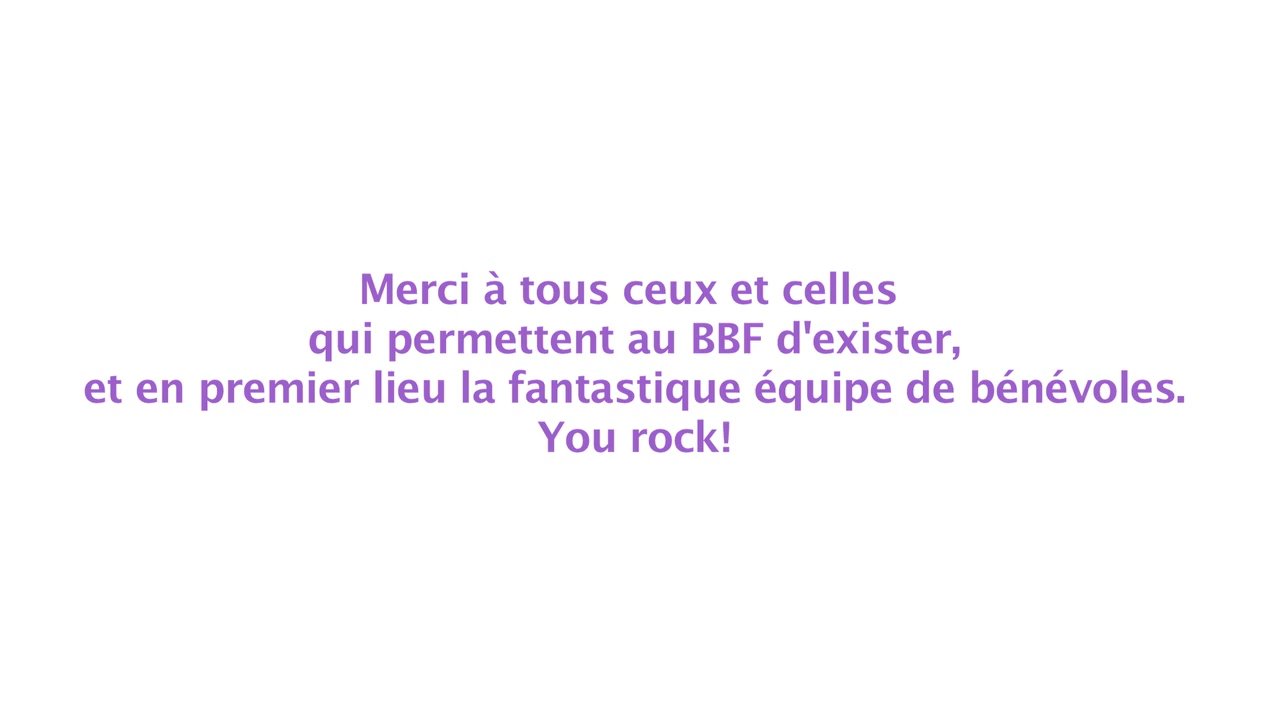 Merci à tous ceux et celles
qui permettent au BBF d'exister,
et en premier lieu la fantastique équipe de bénévoles.
You rock!